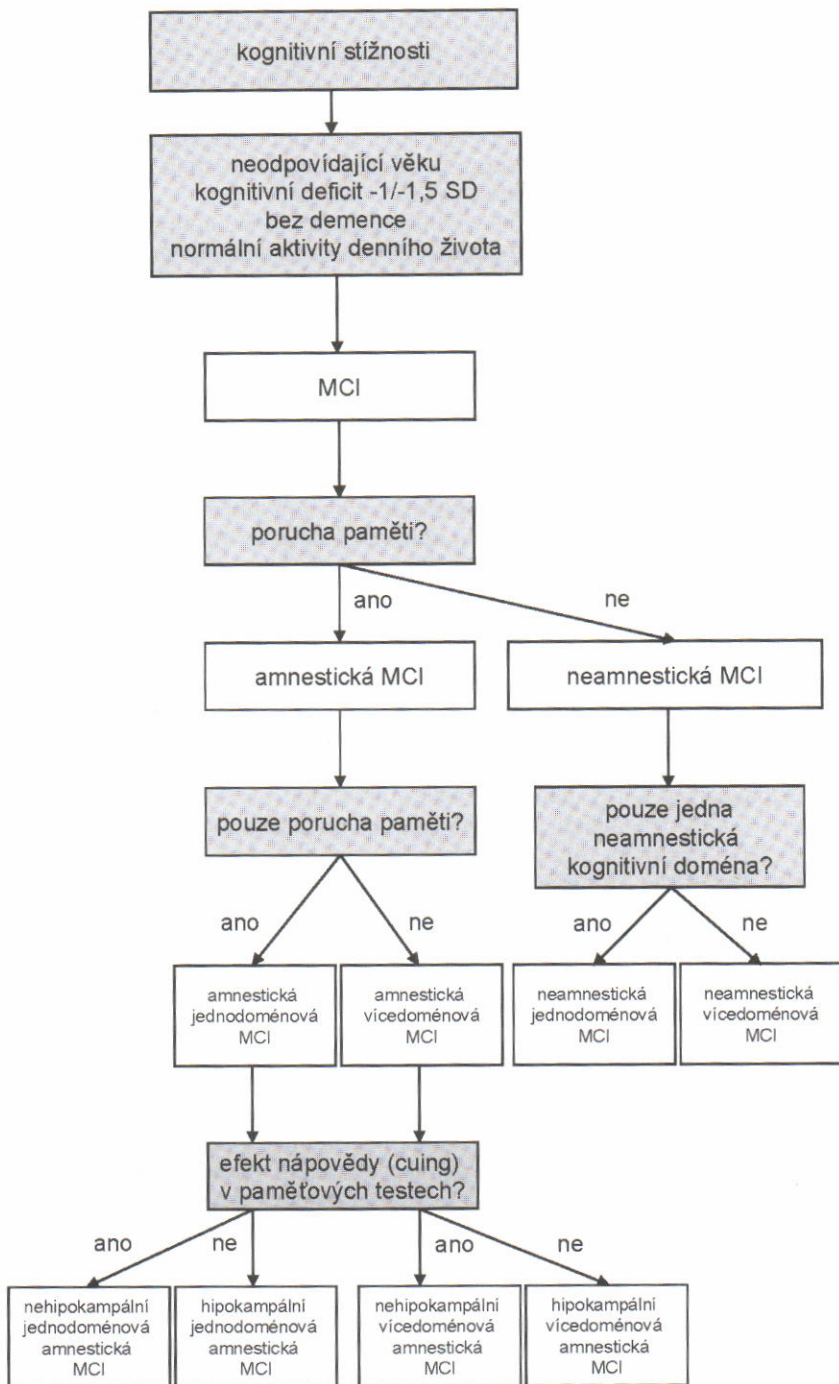 kognitivní stížnosti
neodpovídající věku
kognitivní deficit -1/-1,5 SD
bez demence
normální aktivity denního života
MCI
porucha paměti?
ano
ne
amnestická MCI
neamnestická MCI
pouze porucha paměti?
pouze jedna
neamnestická
kognitivní doména?
ano
ne
ano
ne
amnestická
jednodoménová
MCI
amnestická
vícedoménová
MCI
neamnestická
jednodoménová
MCI
neamnestická
vícedoménová
MCI
efekt nápovědy (cuing)
v paměťových testech?
ano
ne
ano
ne
nehipokampální
jednodoménová
amnestická
MCI
hipokampální
jednodoménová
amnestická
MCI
nehipokampální
vícedoménová
amnestická
MCI
hipokampální
vícedoménová
amnestická
MCI